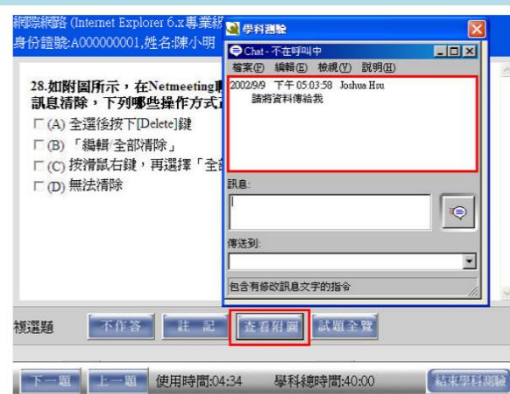 網際網路 (Internet Explorer 6.x專業級
身份證號:A000000001,姓名:陳小明
學科測驗
Chat - 不在呼叫中
檔案(F) 編輯(E) 檢視(V) 說明(H)
2002/9/9 下午 05:03:58 Joshua Hsu
請將資料傳給我
訊息:
傳送到:
包含有修改訊息文字的指令
28.如附圖所示,在Netmeeting
訊息清除,下列哪些操作方式
(A) 全選後按下[Delete]鍵
(B) 「編輯 全部清除」
(C) 按滑鼠右鍵,再選擇「全
(D) 無法清除
複選題 不作答 註 記 查看附圖 試題全覽
下一題 上一題 使用時間:04:34 學科總時間:40:00 結束學科測驗